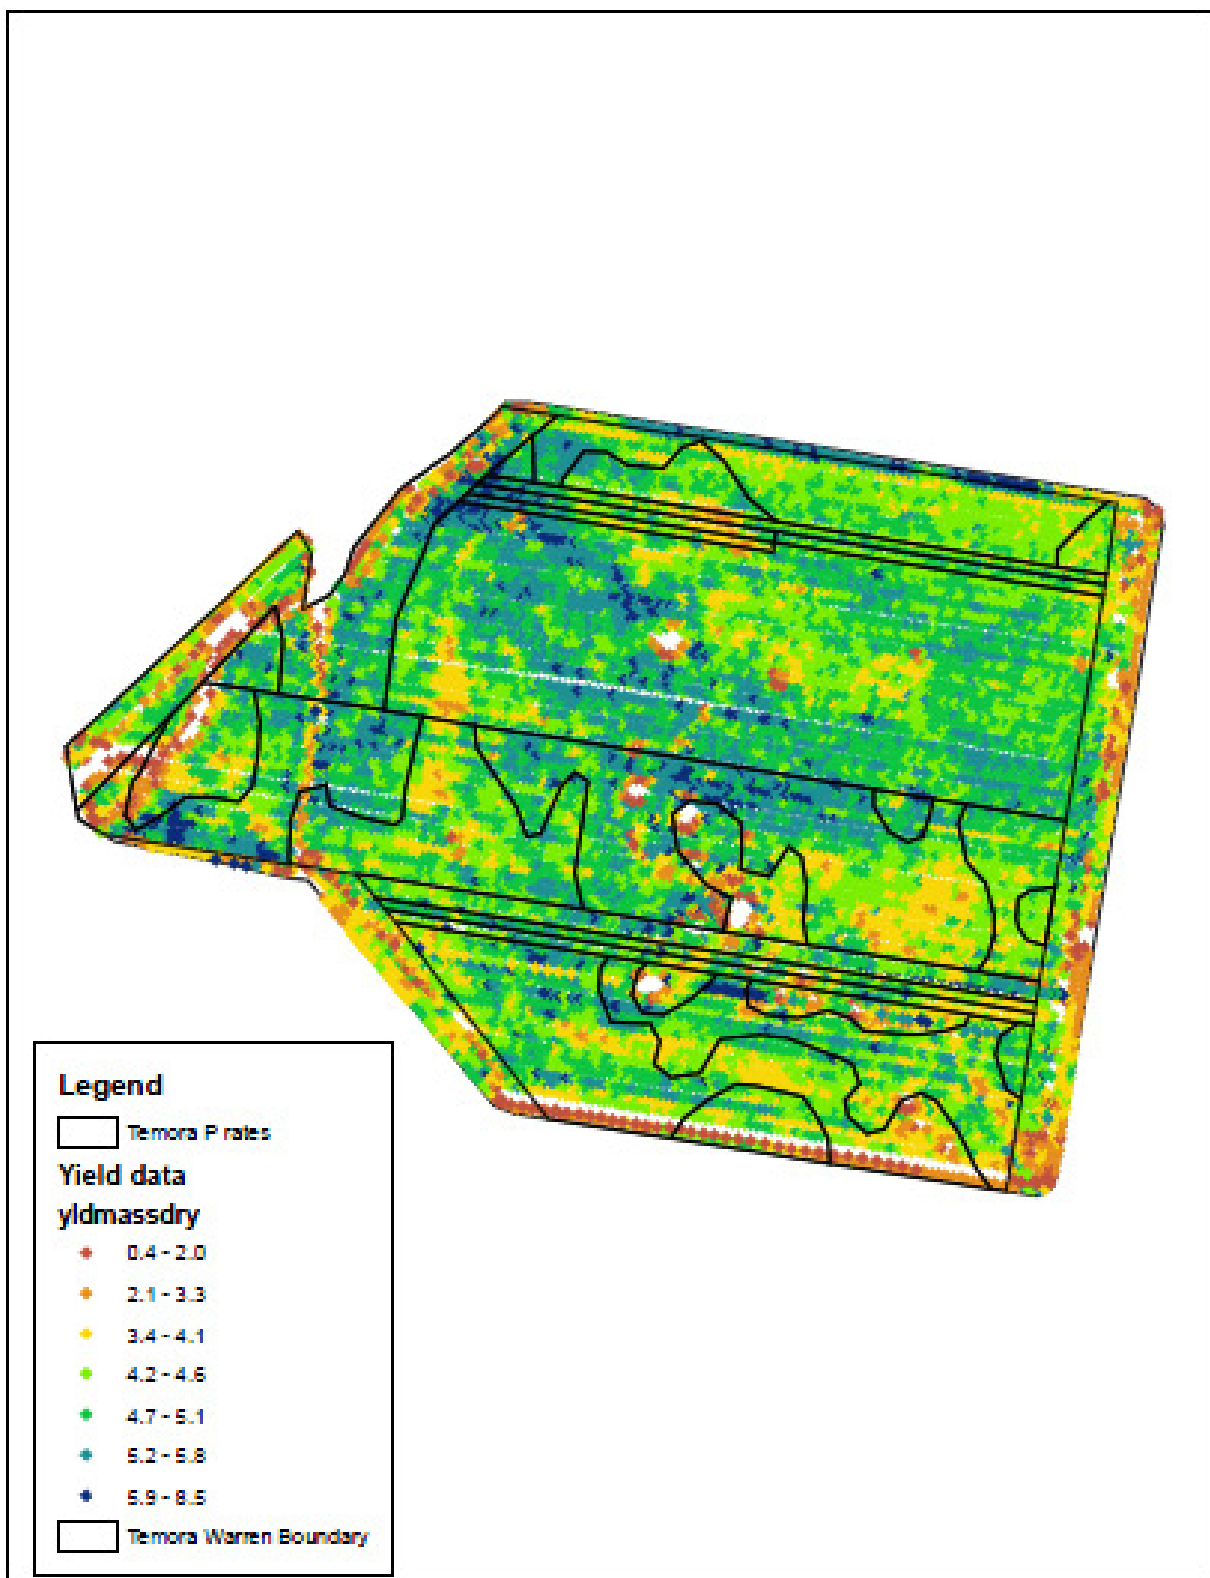 Legend
Temora P rates
Yield data
yldmassdry
0.4 - 2.0
2.1 - 3.3
3.4 - 4.1
4.2 - 4.6
4.7 - 5.1
5.2 - 5.8
5.9 - 8.5
Temora Warren Boundary